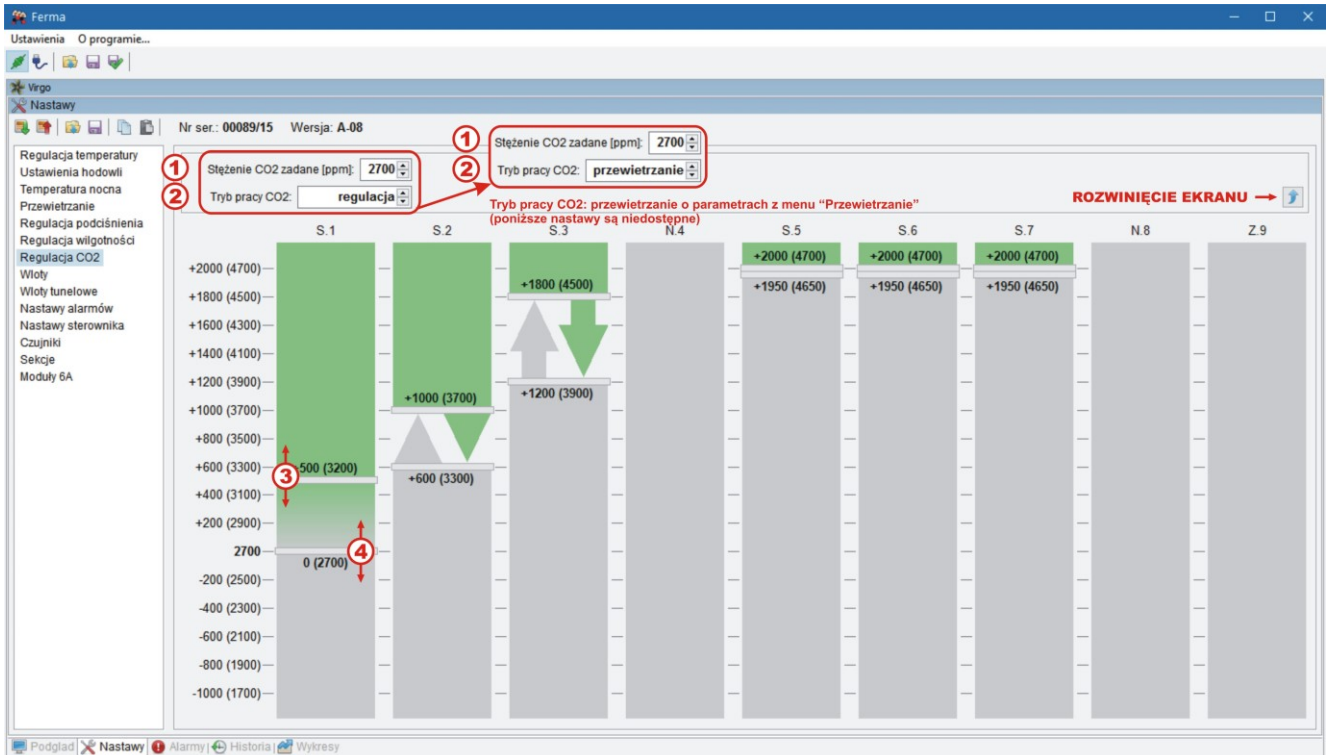 Ferma
Ustawienia O programie...
Virgo
Nastawy
Nr ser.: 00089/15 Wersja: A-08
Regulacja temperatury
Ustawienia hodowli
Temperatura nocna
Przewietrzanie
Regulacja podciśnienia
Regulacja wilgotności
Regulacja CO2
Wloty
Wloty tunelowe
Nastawy alarmów
Nastawy sterownika
Czujniki
Sekcje
Moduły 6A
1 Stężenie CO2 zadane [ppm]: 2700
2 Tryb pracy CO2: regulacja
1 Stężenie CO2 zadane [ppm]: 2700
2 Tryb pracy CO2: przewietrzanie
Tryb pracy CO2: przewietrzanie o parametrach z menu “Przewietrzanie”
(poniższe nastawy są niedostępne)
ROZWINIĘCIE EKRANU
S.1 S.2 S.3 N.4 S.5 S.6 S.7 N.8 Z.9
+2000 (4700)
+1800 (4500)
+1600 (4300)
+1400 (4100)
+1200 (3900)
+1000 (3700)
+800 (3500)
+600 (3300)
+400 (3100)
+200 (2900)
2700
-200 (2500)
-400 (2300)
-600 (2100)
-800 (1900)
-1000 (1700)
3 +500 (3200)
4
0 (2700)
+1000 (3700)
+600 (3300)
+1800 (4500)
+1200 (3900)
+2000 (4700) +2000 (4700) +2000 (4700)
+1950 (4650) +1950 (4650) +1950 (4650)
Podgląd Nastawy Alarmy Historia Wykresy